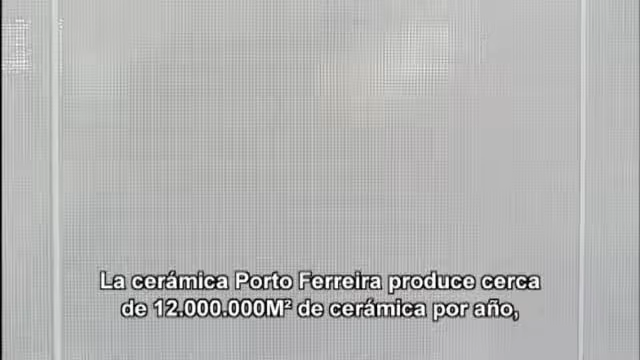 La cerámica Porto Ferreira produce cerca
de 12.000.000M² de cerámica por año,